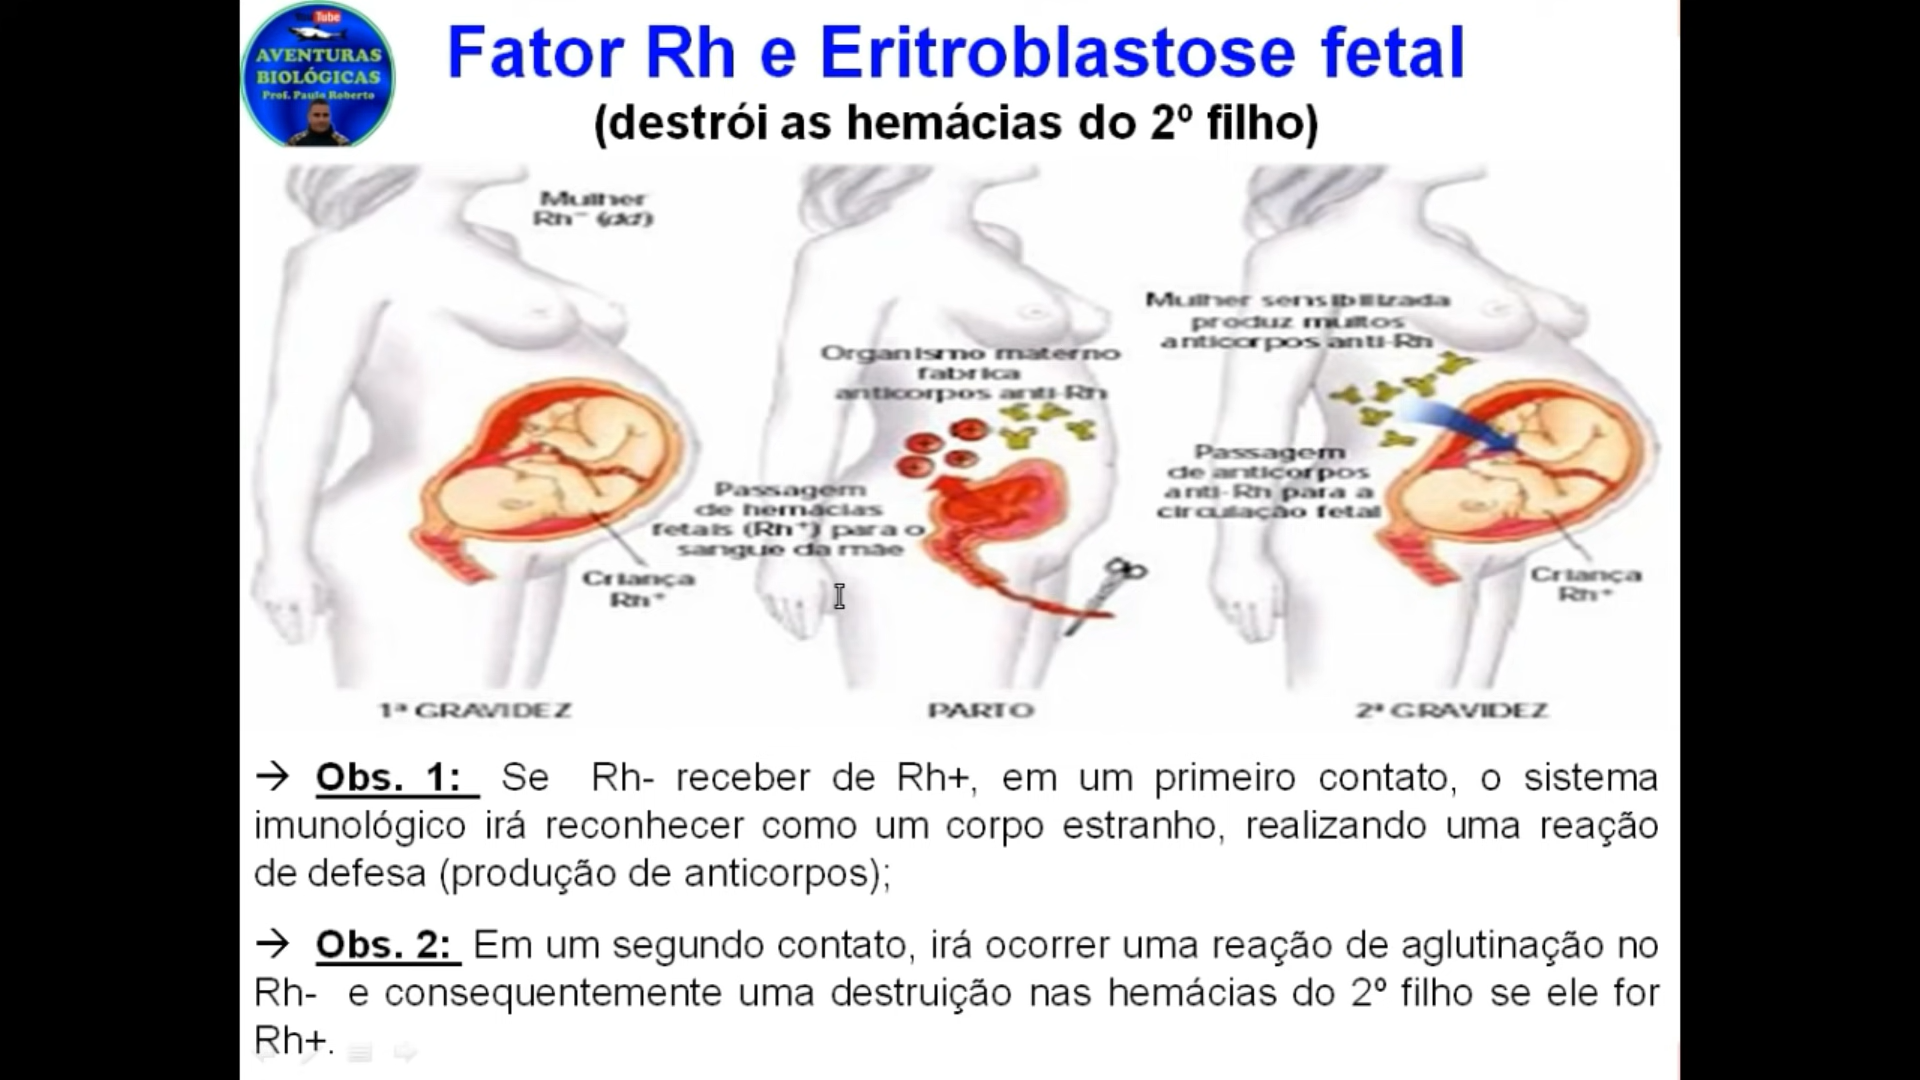 YouTube
AVENTURAS
BIOLÓGICAS
Prof. Paulo Roberto
Fator Rh e Eritroblastose fetal
(destrói as hemácias do 2º filho)
Mulher
Rh⁻ (dd)
Criança
Rh⁺
1ª GRAVIDEZ
Passagem
de hemácias
fetais (Rh⁺) para o
sangue da mãe
Organismo materno
fabrica
anticorpos anti-Rh
PARTO
Mulher sensibilizada
produz muitos
anticorpos anti-Rh
Passagem
de anticorpos
anti-Rh para a
circulação fetal
Criança
Rh⁺
2ª GRAVIDEZ
→ Obs. 1: Se Rh- receber de Rh+, em um primeiro contato, o sistema
imunológico irá reconhecer como um corpo estranho, realizando uma reação
de defesa (produção de anticorpos);
→ Obs. 2: Em um segundo contato, irá ocorrer uma reação de aglutinação no
Rh- e consequentemente uma destruição nas hemácias do 2º filho se ele for
Rh+.